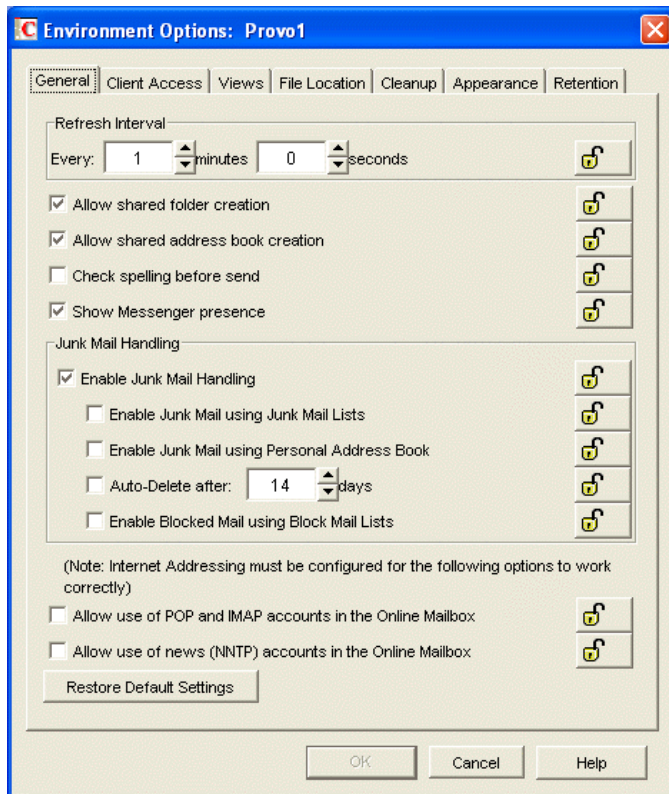 Environment Options: Provo1
General Client Access Views File Location Cleanup Appearance Retention
Refresh Interval
Every: 1 minutes 0 seconds
Allow shared folder creation
Allow shared address book creation
Check spelling before send
Show Messenger presence
Junk Mail Handling
Enable Junk Mail Handling
Enable Junk Mail using Junk Mail Lists
Enable Junk Mail using Personal Address Book
Auto-Delete after: 14 days
Enable Blocked Mail using Block Mail Lists
(Note: Internet Addressing must be configured for the following options to work
correctly)
Allow use of POP and IMAP accounts in the Online Mailbox
Allow use of news (NNTP) accounts in the Online Mailbox
Restore Default Settings
OK Cancel Help